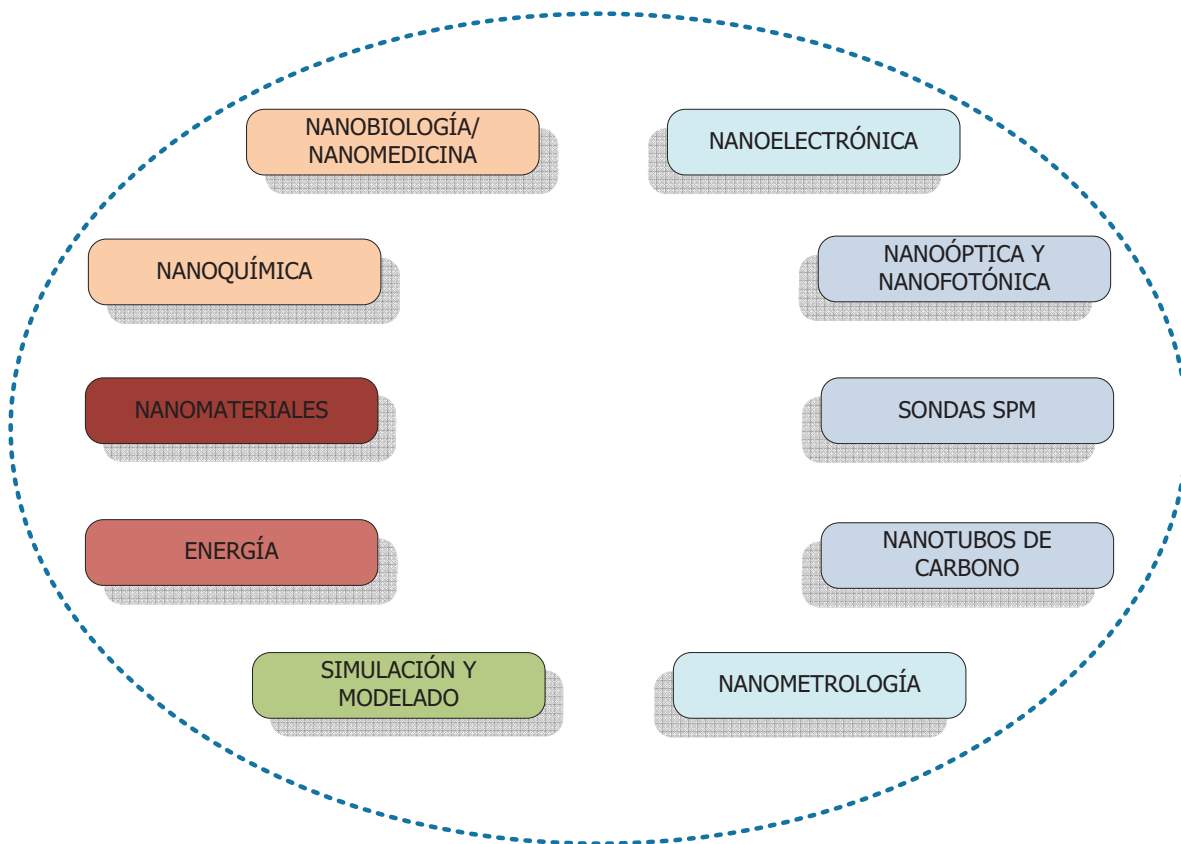 NANOBIOLOGÍA/
NANOMEDICINA
NANOELECTRÓNICA
NANOQUÍMICA
NANOÓPTICA Y
NANOFOTÓNICA
NANOMATERIALES
SONDAS SPM
ENERGÍA
NANOTUBOS DE
CARBONO
SIMULACIÓN Y
MODELADO
NANOMETROLOGÍA